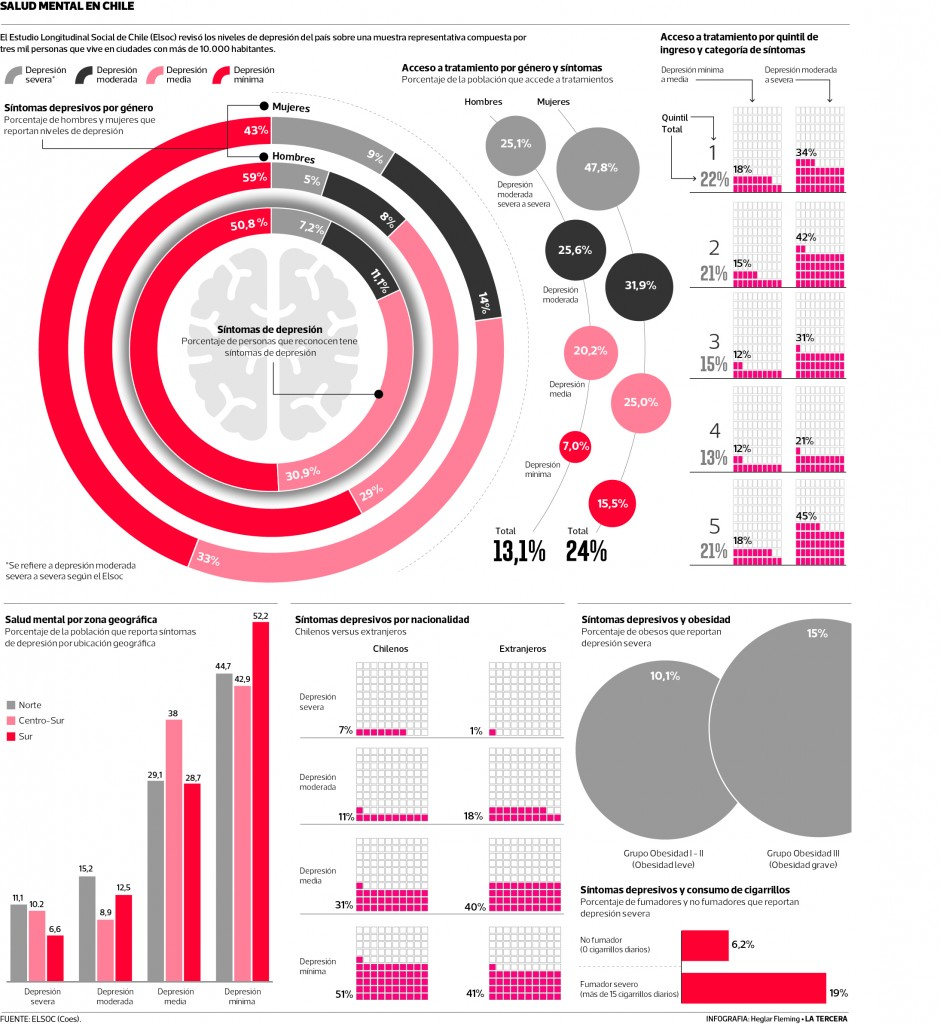 SALUD MENTAL EN CHILE
El Estudio Longitudinal Social de Chile (Elsoc) revisó los niveles de depresión del país sobre una muestra representativa compuesta por
tres mil personas que vive en ciudades con más de 10.000 habitantes.
Depresión
severa*
Depresión
moderada
Depresión
media
Depresión
mínima
Síntomas depresivos por género
Porcentaje de hombres y mujeres que
reportan niveles de depresión
Mujeres
43%
9%
14%
33%
Hombres
59%
5%
8%
29%
50,8%
7,2%
11,1%
30,9%
Síntomas de depresión
Porcentaje de personas que reconocen tene
síntomas de depresión
*Se refiere a depresión moderada
severa a severa según el Elsoc
Acceso a tratamiento por género y síntomas
Porcentaje de la población que accede a tratamientos
Hombres
Mujeres
25,1%
47,8%
Depresión
moderada
severa a severa
25,6%
31,9%
Depresión
moderada
20,2%
25,0%
Depresión
media
7,0%
15,5%
Depresión
mínima
Total
13,1%
Total
24%
Acceso a tratamiento por quintil de
ingreso y categoría de síntomas
Depresión mínima
a media
Depresión moderada
a severa
Quintil
Total
1
22%
18%
34%
2
21%
15%
42%
3
15%
12%
31%
4
13%
12%
21%
5
21%
18%
45%
Salud mental por zona geográfica
Porcentaje de la población que reporta síntomas
de depresión por ubicación geográfica
Norte
Centro-Sur
Sur
11,1
10.2
6,6
15,2
8,9
12,5
29,1
38
28,7
44,7
42,9
52,2
Depresión
severa
Depresión
moderada
Depresión
media
Depresión
mínima
Síntomas depresivos por nacionalidad
Chilenos versus extranjeros
Chilenos
Extranjeros
Depresión
severa
7%
1%
Depresión
moderada
11%
18%
Depresión
media
31%
40%
Depresión
mínima
51%
41%
Síntomas depresivos y obesidad
Porcentaje de obesos que reportan
depresión severa
10,1%
15%
Grupo Obesidad I - II
(Obesidad leve)
Grupo Obesidad III
(Obesidad grave)
Síntomas depresivos y consumo de cigarrillos
Porcentaje de fumadores y no fumadores que reportan
depresión severa
No fumador
(0 cigarrillos diarios)
6,2%
Fumador severo
(más de 15 cigarrillos diarios)
19%
FUENTE: ELSOC (Coes).
INFOGRAFIA: Heglar Fleming • LA TERCERA